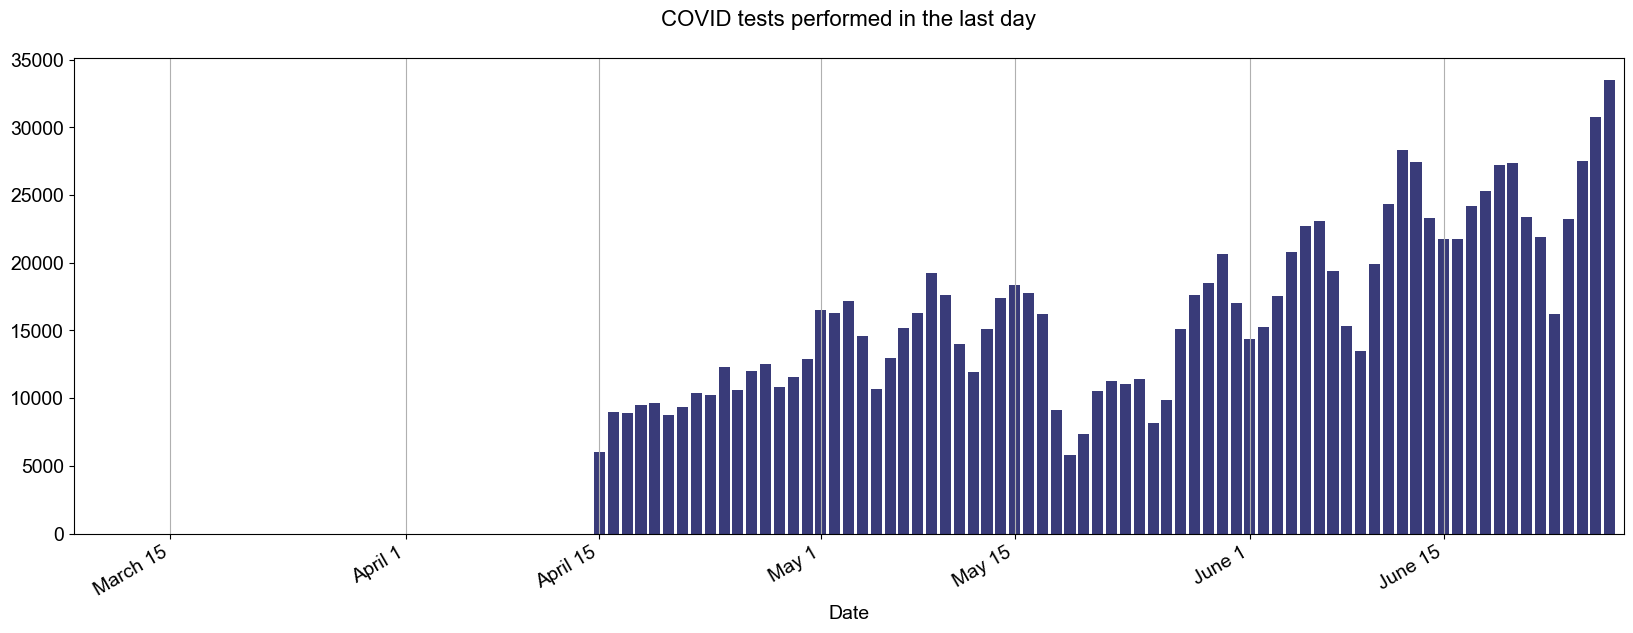 COVID tests performed in the last day
35000
30000
25000
20000
15000
10000
5000
0
March 15
April 1
April 15
May 1
May 15
June 1
June 15
Date